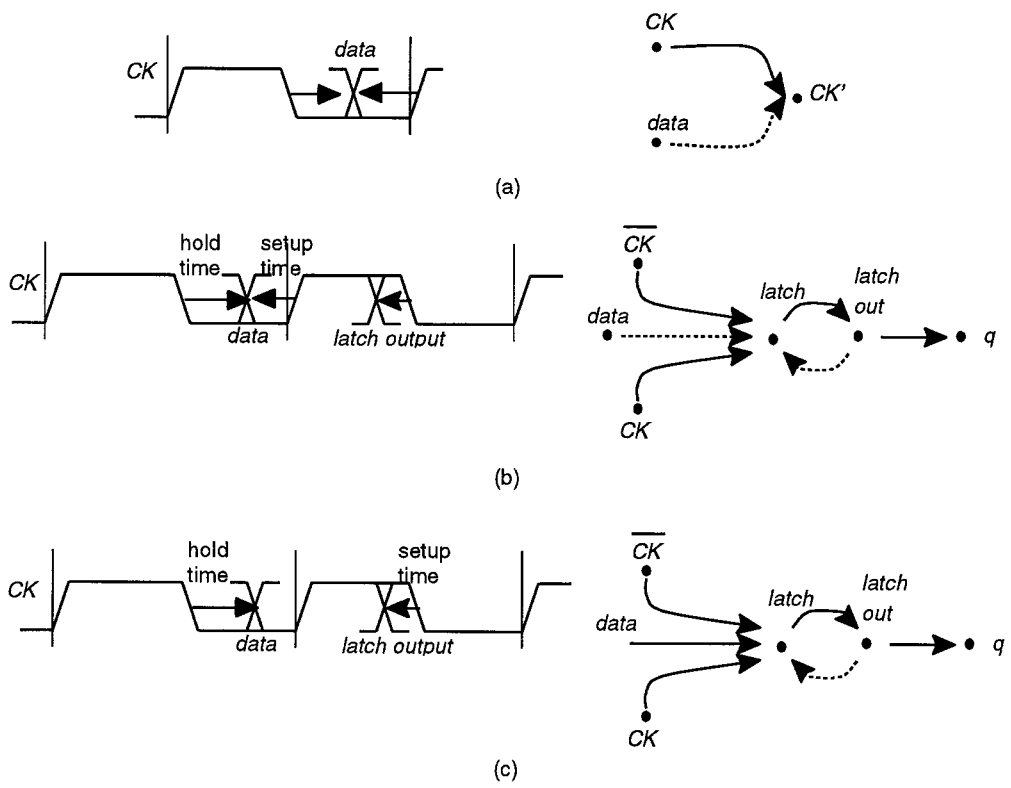 CK
data
CK
CK'
data
(a)
hold time
setup time
CK
data
latch output
CK
data
latch
latch out
q
CK
(b)
hold time
setup time
CK
data
latch output
CK
data
latch
latch out
q
CK
(c)